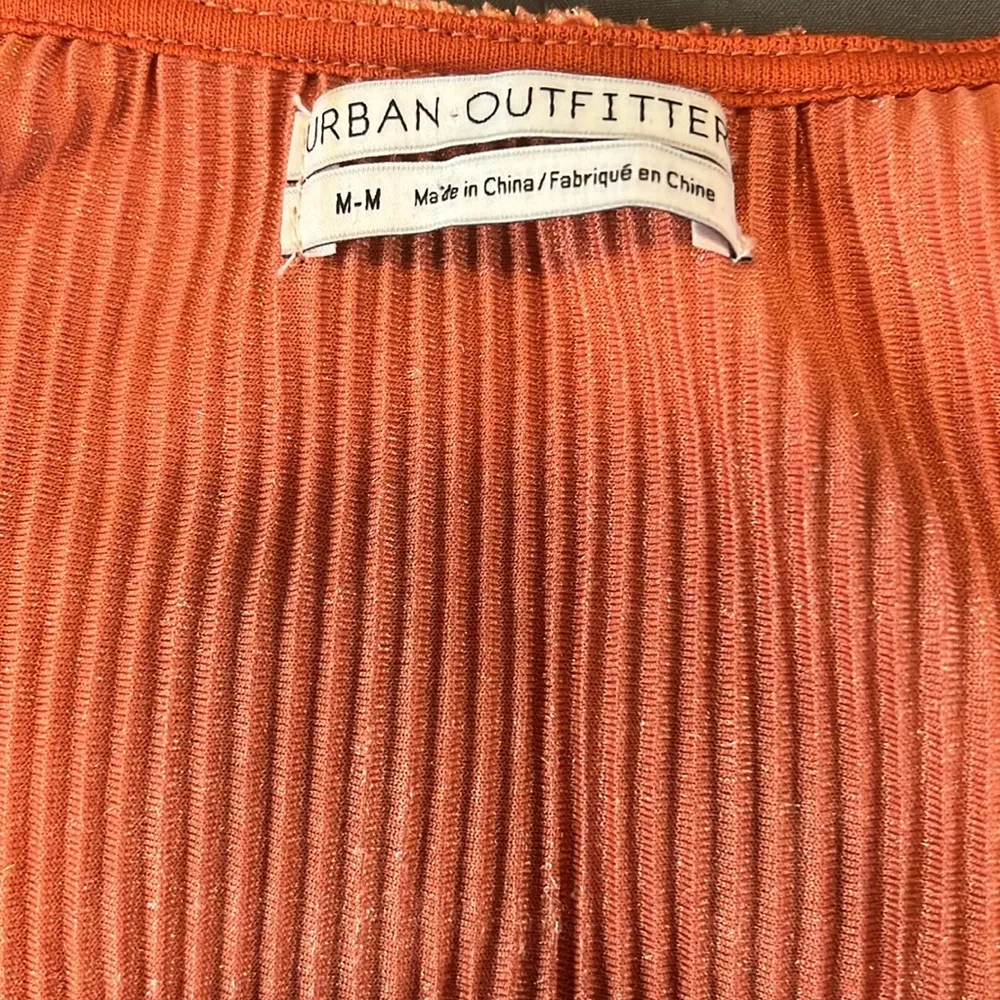 URBAN OUTFITTER
M-M Made in China / Fabriqué en Chine